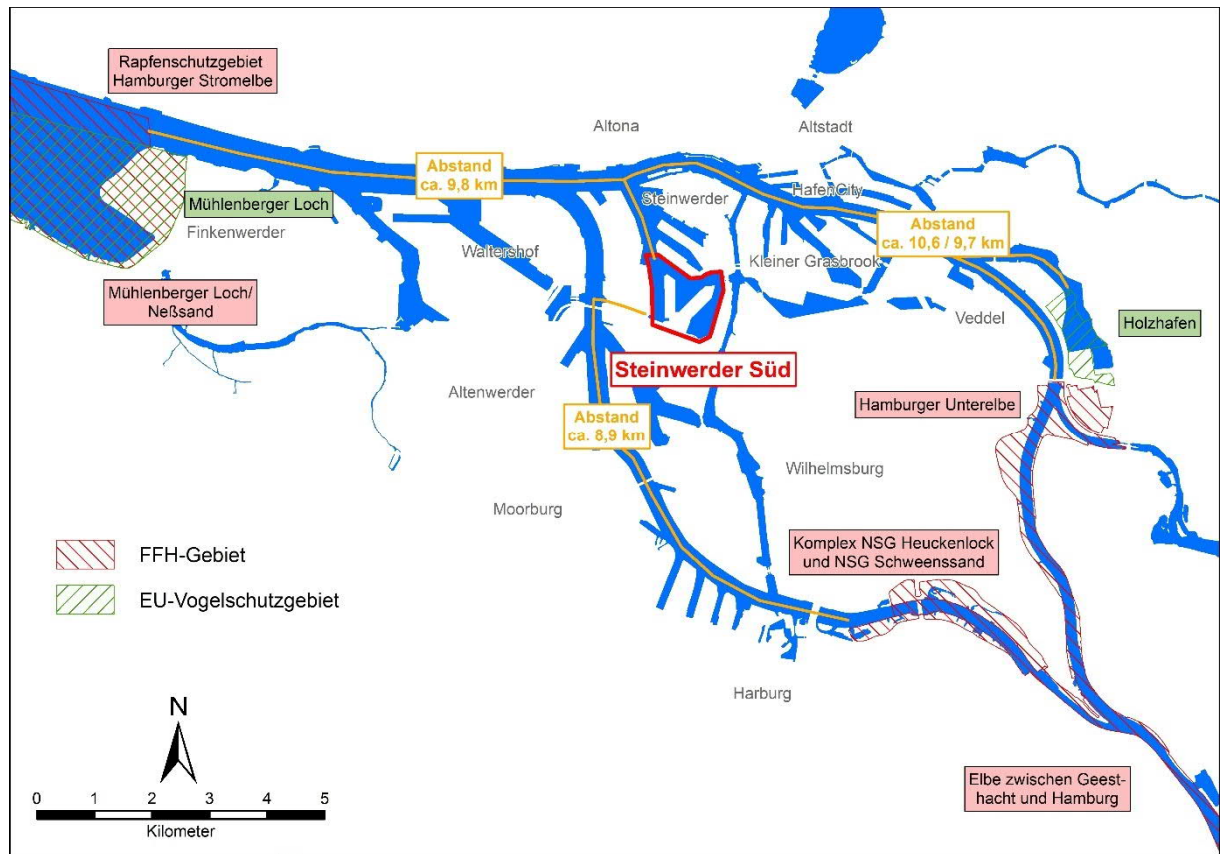 Rapfenschutzgebiet
Hamburger Stromelbe
Altona
Altstadt
Abstand
ca. 9,8 km
Mühlenberger Loch
Finkenwerder
Steinwerder
HafenCity
Abstand
ca. 10,6 / 9,7 km
Waltershof
Kleiner Grasbrook
Mühlenberger Loch/
Neßsand
Veddel
Holzhafen
Steinwerder Süd
Altenwerder
Hamburger Unterelbe
Abstand
ca. 8,9 km
Wilhelmsburg
Moorburg
Komplex NSG Heuckenlock
und NSG Schweenssand
FFH-Gebiet
EU-Vogelschutzgebiet
Harburg
N
Elbe zwischen Geest-
hacht und Hamburg
0 1 2 3 4 5
Kilometer